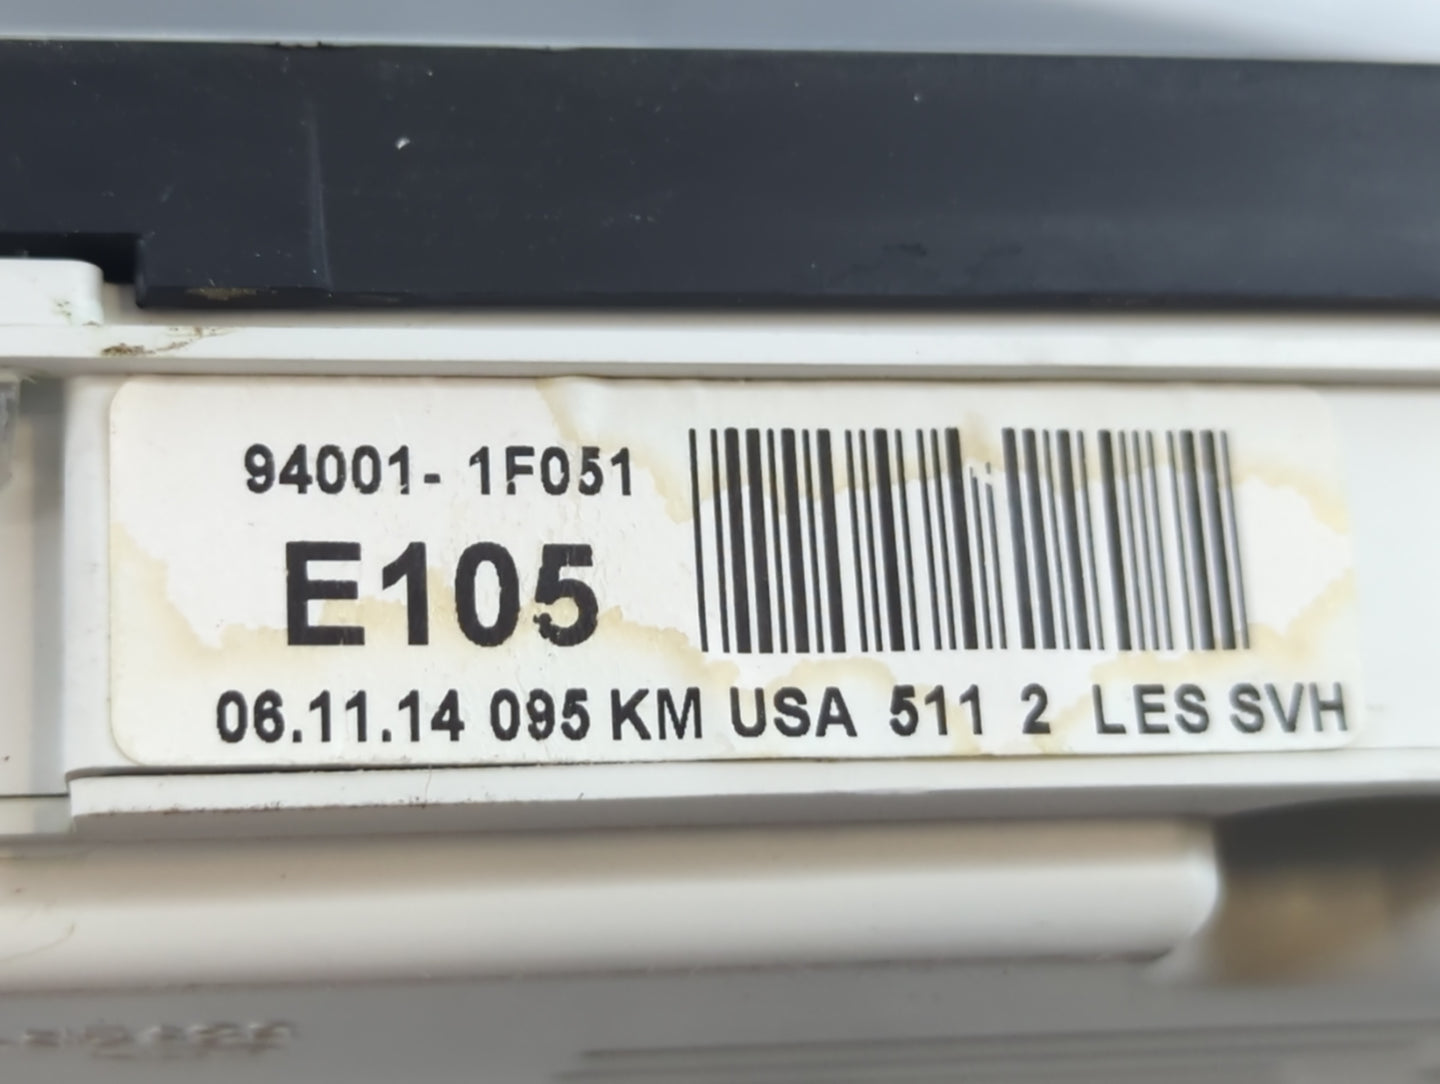 94001- 1F051
E105
06.11.14 095 KM USA 511 2 LES SVH